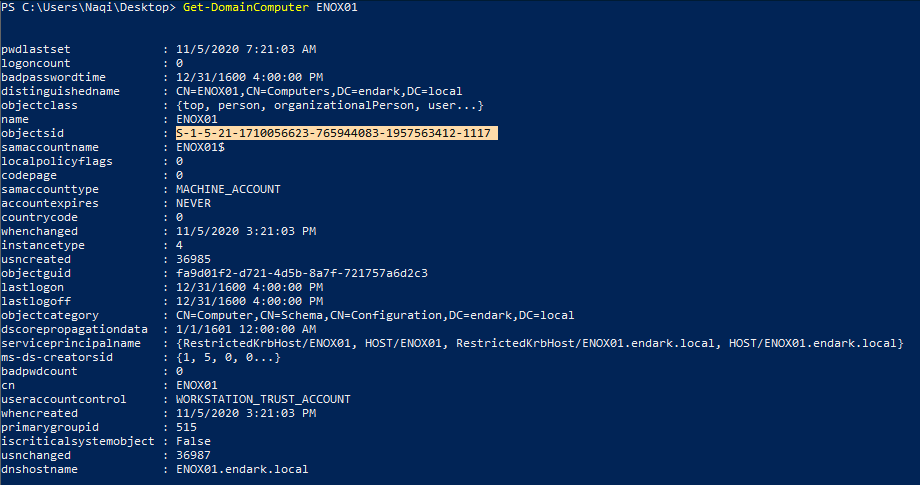 PS C:\Users\Naqi\Desktop> Get-DomainComputer ENOX01
pwdlastset : 11/5/2020 7:21:03 AM
logoncount : 0
badpasswordtime : 12/31/1600 4:00:00 PM
distinguishedname : CN=ENOX01,CN=Computers,DC=endark,DC=local
objectclass : {top, person, organizationalPerson, user...}
name : ENOX01
objectsid : S-1-5-21-1710056623-765944083-1957563412-1117
samaccountname : ENOX01$
localpolicyflags : 0
codepage : 0
samaccounttype : MACHINE_ACCOUNT
accountexpires : NEVER
countrycode : 0
whenchanged : 11/5/2020 3:21:03 PM
instancetype : 4
usncreated : 36985
objectguid : fa9d01f2-d721-4d5b-8a7f-721757a6d2c3
lastlogon : 12/31/1600 4:00:00 PM
lastlogoff : 12/31/1600 4:00:00 PM
objectcategory : CN=Computer,CN=Schema,CN=Configuration,DC=endark,DC=local
dscorepropagationdata : 1/1/1601 12:00:00 AM
serviceprincipalname : {RestrictedKrbHost/ENOX01, HOST/ENOX01, RestrictedKrbHost/ENOX01.endark.local, HOST/ENOX01.endark.local}
ms-ds-creatorsid : {1, 5, 0, 0...}
badpwdcount : 0
cn : ENOX01
useraccountcontrol : WORKSTATION_TRUST_ACCOUNT
whencreated : 11/5/2020 3:21:03 PM
primarygroupid : 515
iscriticalsystemobject : False
usnchanged : 36987
dnshostname : ENOX01.endark.local